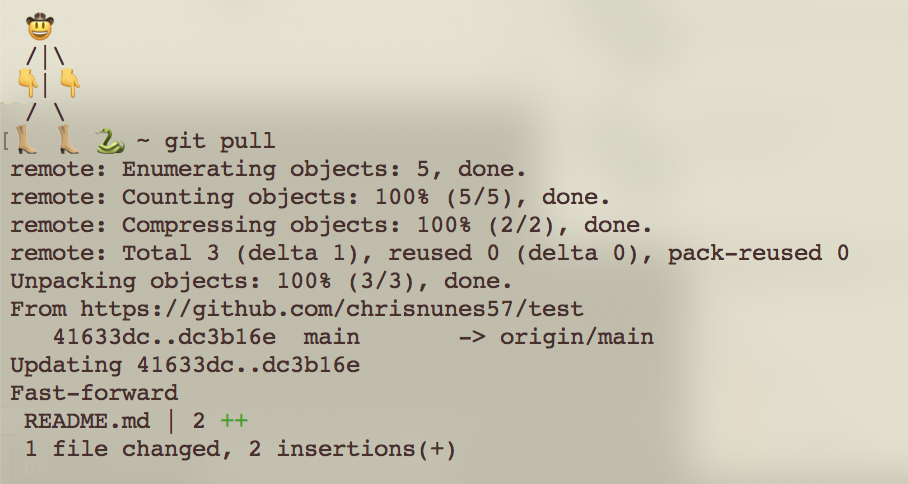 🤠
/|\
👇|👇
/ \
[👢 👢 🐍 ~ git pull
remote: Enumerating objects: 5, done.
remote: Counting objects: 100% (5/5), done.
remote: Compressing objects: 100% (2/2), done.
remote: Total 3 (delta 1), reused 0 (delta 0), pack-reused 0
Unpacking objects: 100% (3/3), done.
From https://github.com/chrisnunes57/test
   41633dc..dc3b16e  main       -> origin/main
Updating 41633dc..dc3b16e
Fast-forward
 README.md | 2 ++
 1 file changed, 2 insertions(+)